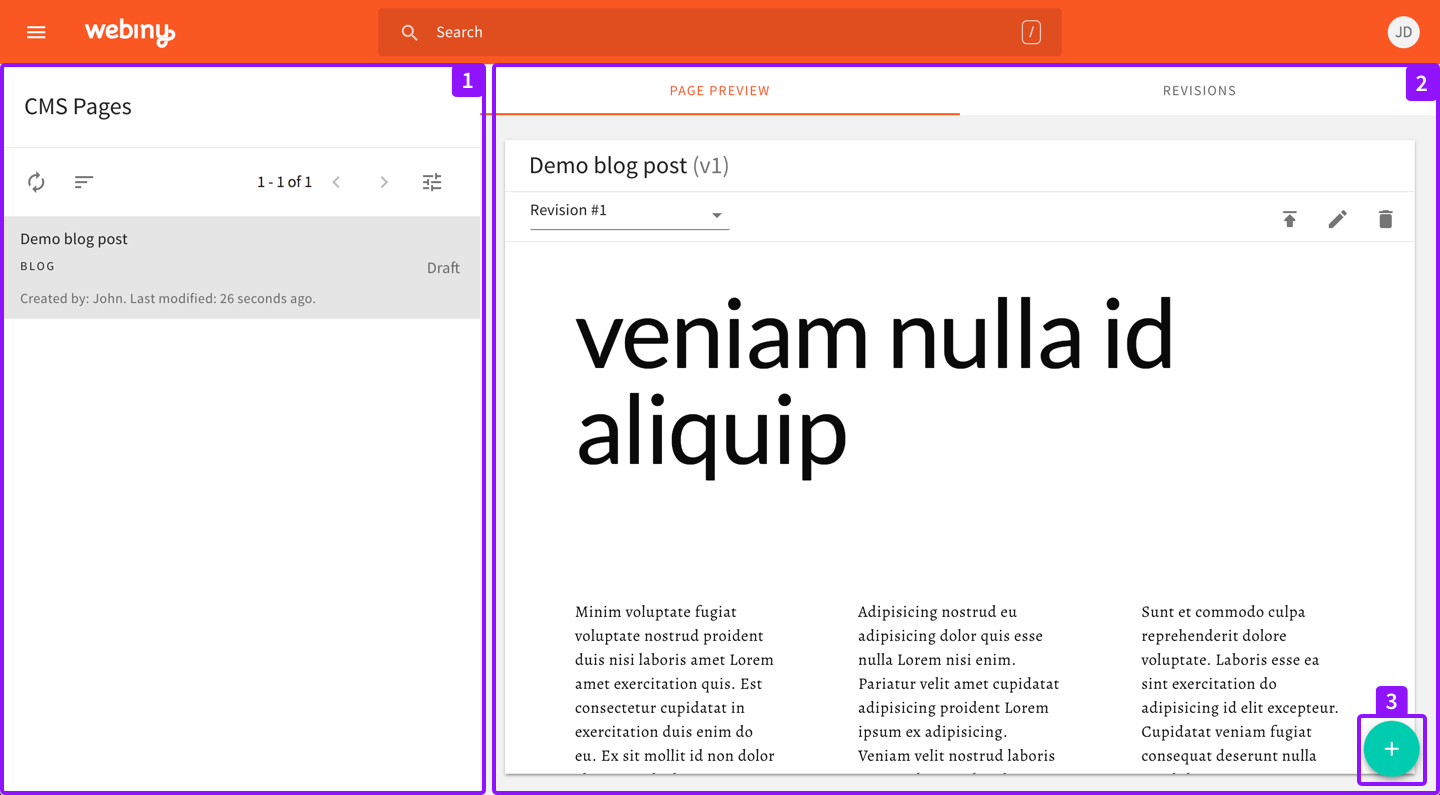 webiny
Search
/
JD
1
CMS Pages
1 - 1 of 1
Demo blog post
BLOG
Draft
Created by: John. Last modified: 26 seconds ago.
2
PAGE PREVIEW
REVISIONS
Demo blog post (v1)
Revision #1
veniam nulla id
aliquip
Minim voluptate fugiat
voluptate nostrud proident
duis nisi laboris amet Lorem
amet exercitation quis. Est
consectetur cupidatat in
exercitation duis enim do
eu. Ex sit mollit id non dolor
Adipisicing nostrud eu
adipisicing dolor quis esse
nulla Lorem nisi enim.
Pariatur velit amet cupidatat
adipisicing proident Lorem
ipsum ex adipisicing.
Veniam velit nostrud laboris
Sunt et commodo culpa
reprehenderit dolore
voluptate. Laboris esse ea
sint exercitation do
adipisicing id elit excepteur.
Cupidatat veniam fugiat
consequat deserunt nulla
3
+